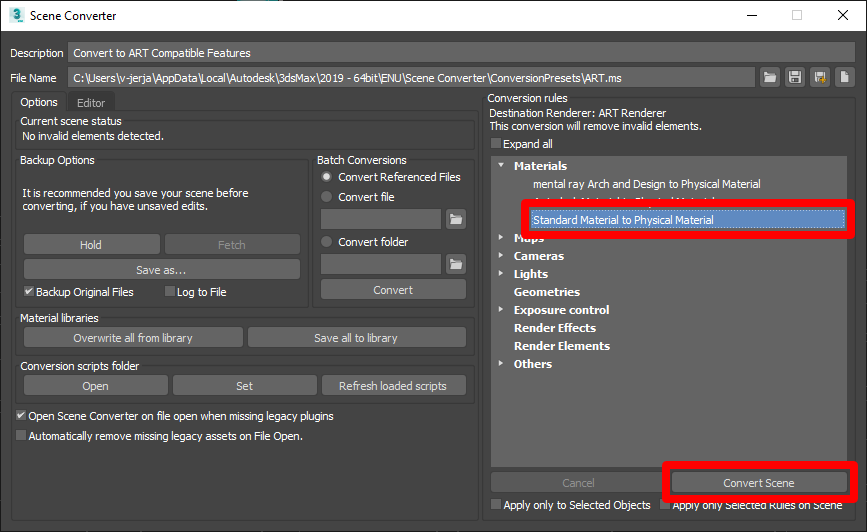 Scene Converter
Description
Convert to ART Compatible Features
File Name
C:\Users\v-jerja\AppData\Local\Autodesk\3dsMax\2019 - 64bit\ENU\Scene Converter\ConversionPresets\ART.ms
Options
Editor
Current scene status
No invalid elements detected.
Backup Options
It is recommended you save your scene before
converting, if you have unsaved edits.
Hold
Fetch
Save as...
Backup Original Files
Log to File
Batch Conversions
Convert Referenced Files
Convert file
Convert folder
Convert
Material libraries
Overwrite all from library
Save all to library
Conversion scripts folder
Open
Set
Refresh loaded scripts
Open Scene Converter on file open when missing legacy plugins
Automatically remove missing legacy assets on File Open.
Conversion rules
Destination Renderer: ART Renderer
This conversion will remove invalid elements.
Expand all
Materials
mental ray Arch and Design to Physical Material
Standard Material to Physical Material
Maps
Cameras
Lights
Geometries
Exposure control
Render Effects
Render Elements
Others
Cancel
Convert Scene
Apply only to Selected Objects
Apply only Selected Rules on Scene